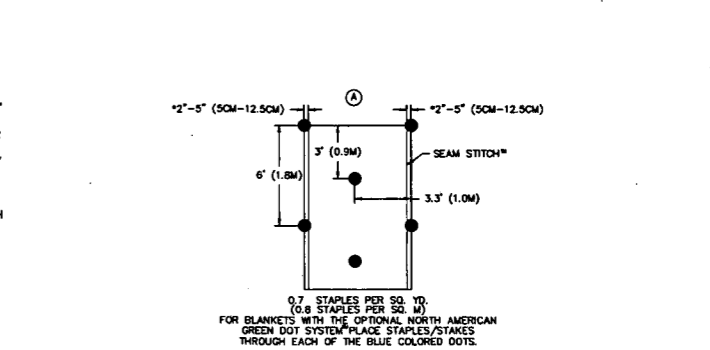 *2"-5" (5CM-12.5CM)
A
*2"-5" (5CM-12.5CM)
3' (0.9M)
SEAM STITCH™
6' (1.8M)
3.3' (1.0M)
0.7 STAPLES PER SQ. YD.
(0.8 STAPLES PER SQ. M)
FOR BLANKETS WITH THE OPTIONAL NORTH AMERICAN
GREEN DOT SYSTEM™ PLACE STAPLES/STAKES
THROUGH EACH OF THE BLUE COLORED DOTS.